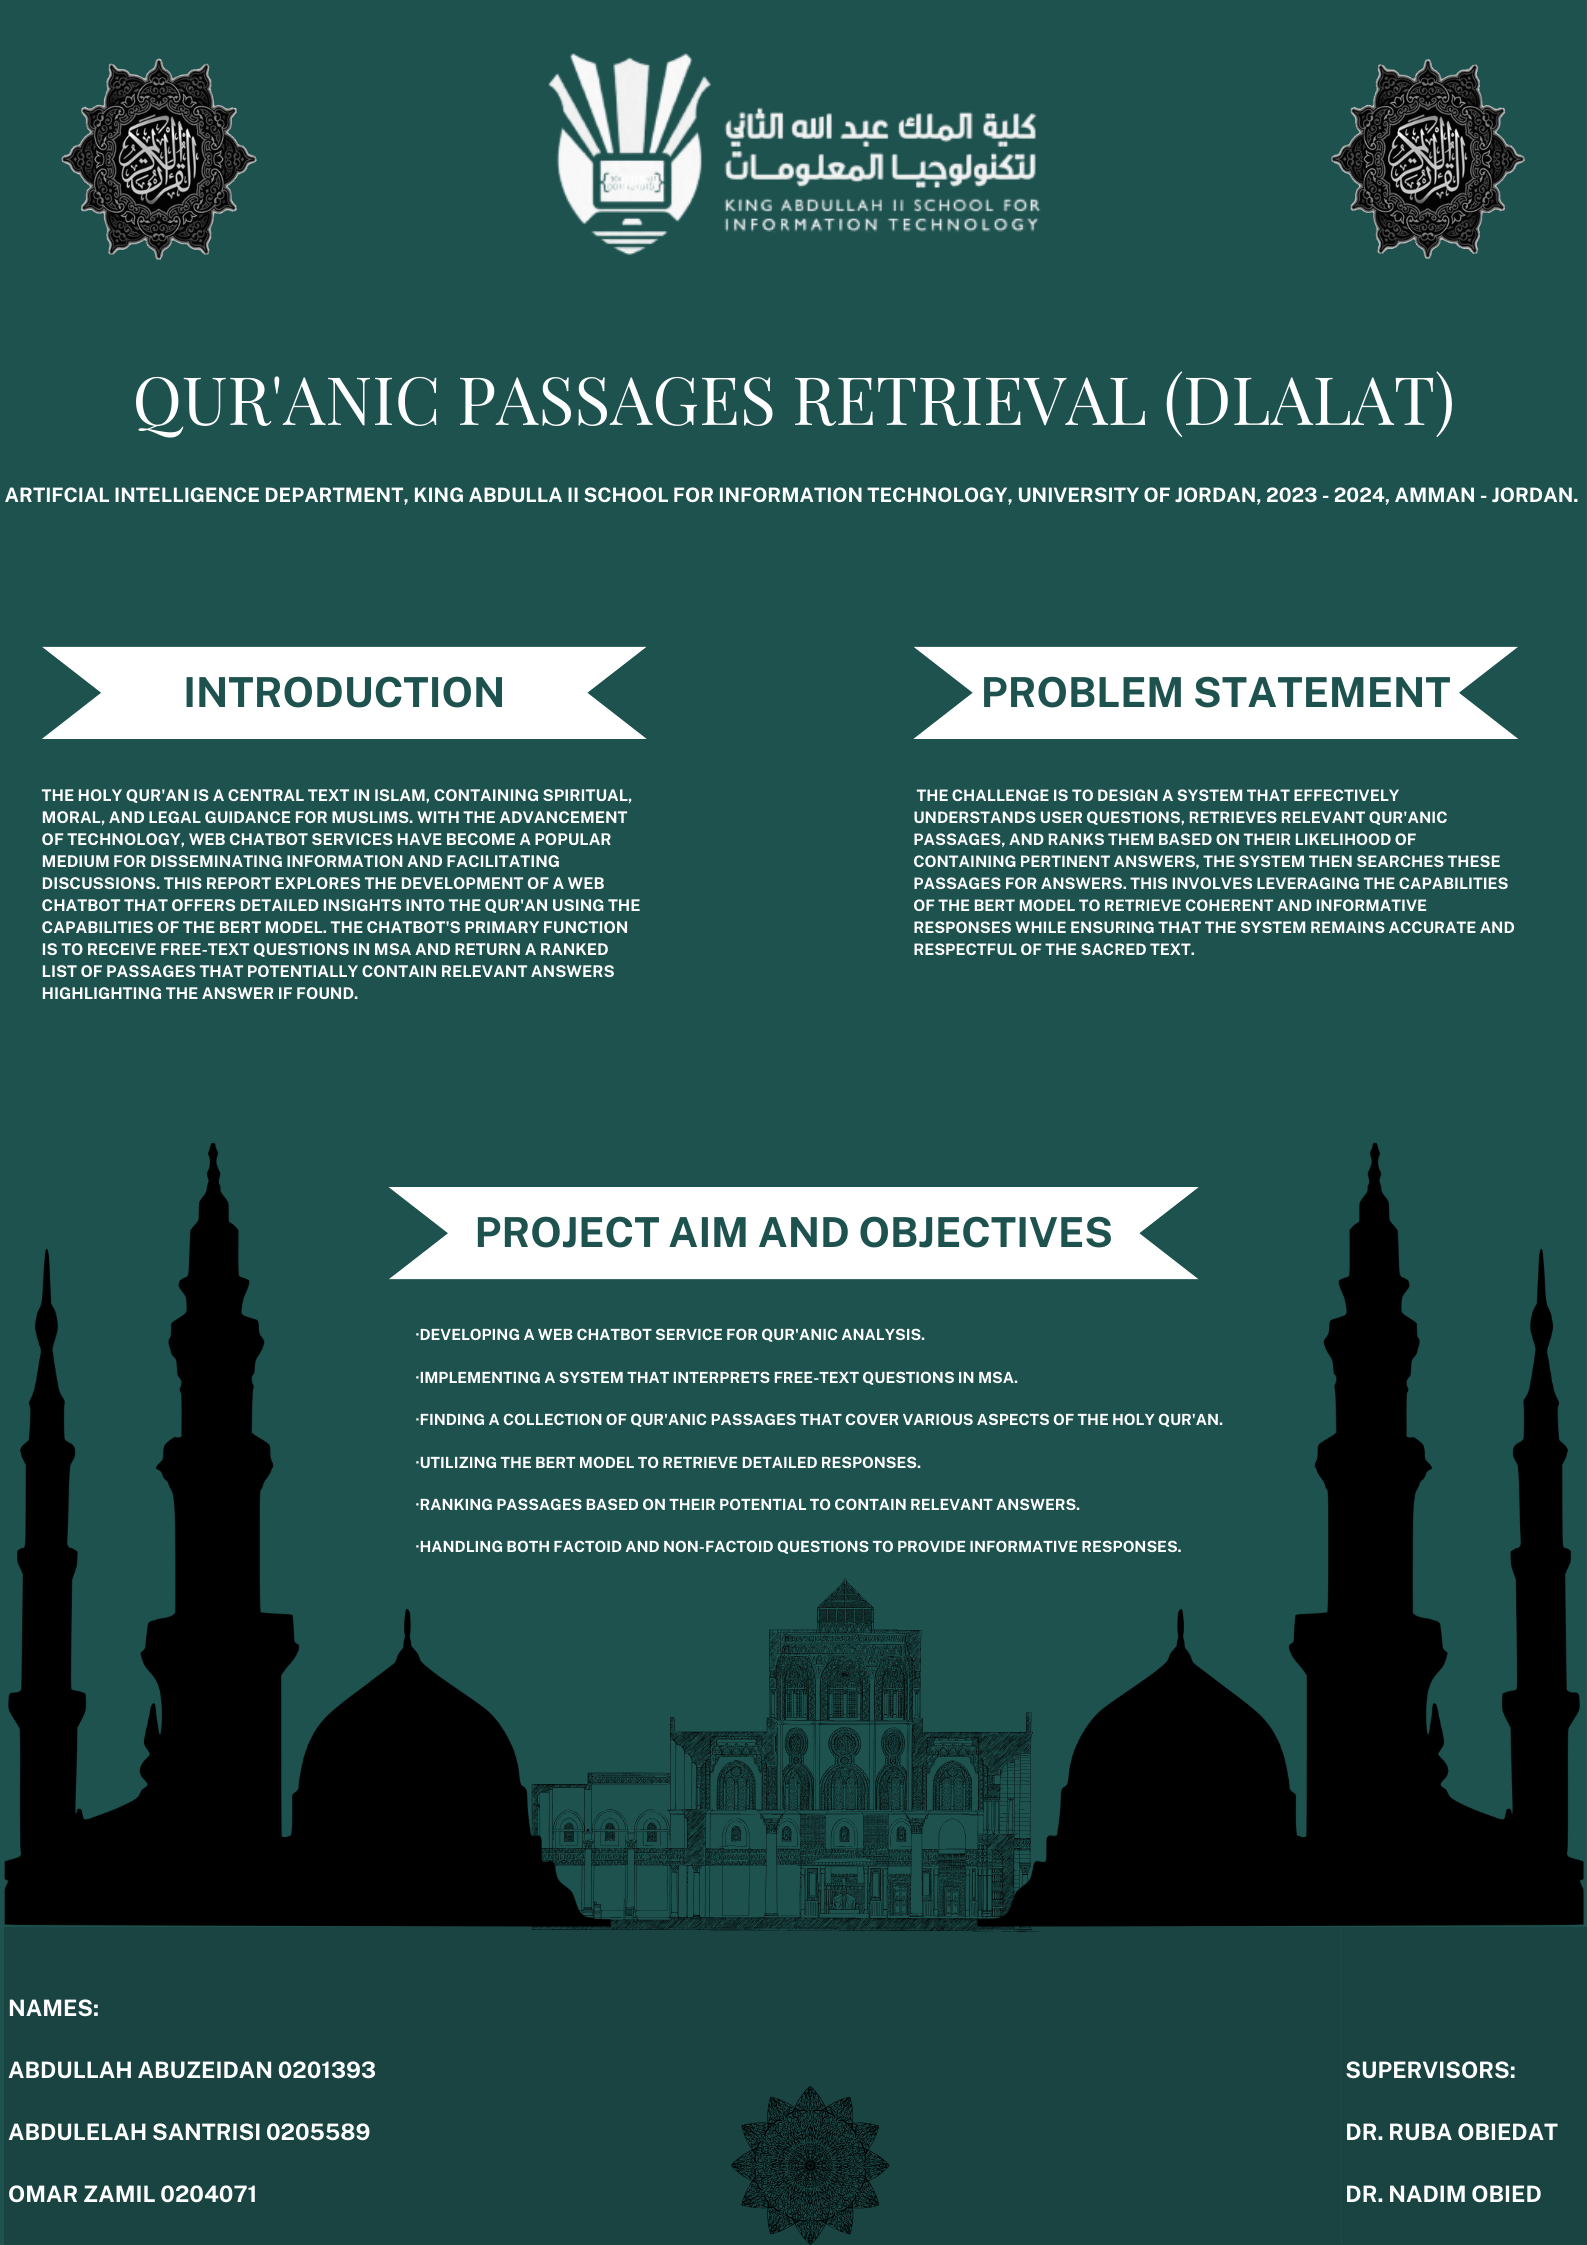 القرآن الكريم
كلية الملك عبد الله الثاني
لتكنولوجيا المعلومات
KING ABDULLAH II SCHOOL FOR
INFORMATION TECHNOLOGY
القرآن الكريم
QUR'ANIC PASSAGES RETRIEVAL (DLALAT)
ARTIFCIAL INTELLIGENCE DEPARTMENT, KING ABDULLA II SCHOOL FOR INFORMATION TECHNOLOGY, UNIVERSITY OF JORDAN, 2023 - 2024, AMMAN - JORDAN.
INTRODUCTION
THE HOLY QUR'AN IS A CENTRAL TEXT IN ISLAM, CONTAINING SPIRITUAL,
MORAL, AND LEGAL GUIDANCE FOR MUSLIMS. WITH THE ADVANCEMENT
OF TECHNOLOGY, WEB CHATBOT SERVICES HAVE BECOME A POPULAR
MEDIUM FOR DISSEMINATING INFORMATION AND FACILITATING
DISCUSSIONS. THIS REPORT EXPLORES THE DEVELOPMENT OF A WEB
CHATBOT THAT OFFERS DETAILED INSIGHTS INTO THE QUR'AN USING THE
CAPABILITIES OF THE BERT MODEL. THE CHATBOT'S PRIMARY FUNCTION
IS TO RECEIVE FREE-TEXT QUESTIONS IN MSA AND RETURN A RANKED
LIST OF PASSAGES THAT POTENTIALLY CONTAIN RELEVANT ANSWERS
HIGHLIGHTING THE ANSWER IF FOUND.
PROBLEM STATEMENT
THE CHALLENGE IS TO DESIGN A SYSTEM THAT EFFECTIVELY
UNDERSTANDS USER QUESTIONS, RETRIEVES RELEVANT QUR'ANIC
PASSAGES, AND RANKS THEM BASED ON THEIR LIKELIHOOD OF
CONTAINING PERTINENT ANSWERS, THE SYSTEM THEN SEARCHES THESE
PASSAGES FOR ANSWERS. THIS INVOLVES LEVERAGING THE CAPABILITIES
OF THE BERT MODEL TO RETRIEVE COHERENT AND INFORMATIVE
RESPONSES WHILE ENSURING THAT THE SYSTEM REMAINS ACCURATE AND
RESPECTFUL OF THE SACRED TEXT.
PROJECT AIM AND OBJECTIVES
·DEVELOPING A WEB CHATBOT SERVICE FOR QUR'ANIC ANALYSIS.
·IMPLEMENTING A SYSTEM THAT INTERPRETS FREE-TEXT QUESTIONS IN MSA.
·FINDING A COLLECTION OF QUR'ANIC PASSAGES THAT COVER VARIOUS ASPECTS OF THE HOLY QUR'AN.
·UTILIZING THE BERT MODEL TO RETRIEVE DETAILED RESPONSES.
·RANKING PASSAGES BASED ON THEIR POTENTIAL TO CONTAIN RELEVANT ANSWERS.
·HANDLING BOTH FACTOID AND NON-FACTOID QUESTIONS TO PROVIDE INFORMATIVE RESPONSES.
NAMES:
ABDULLAH ABUZEIDAN 0201393
ABDULELAH SANTRISI 0205589
OMAR ZAMIL 0204071
SUPERVISORS:
DR. RUBA OBIEDAT
DR. NADIM OBIED